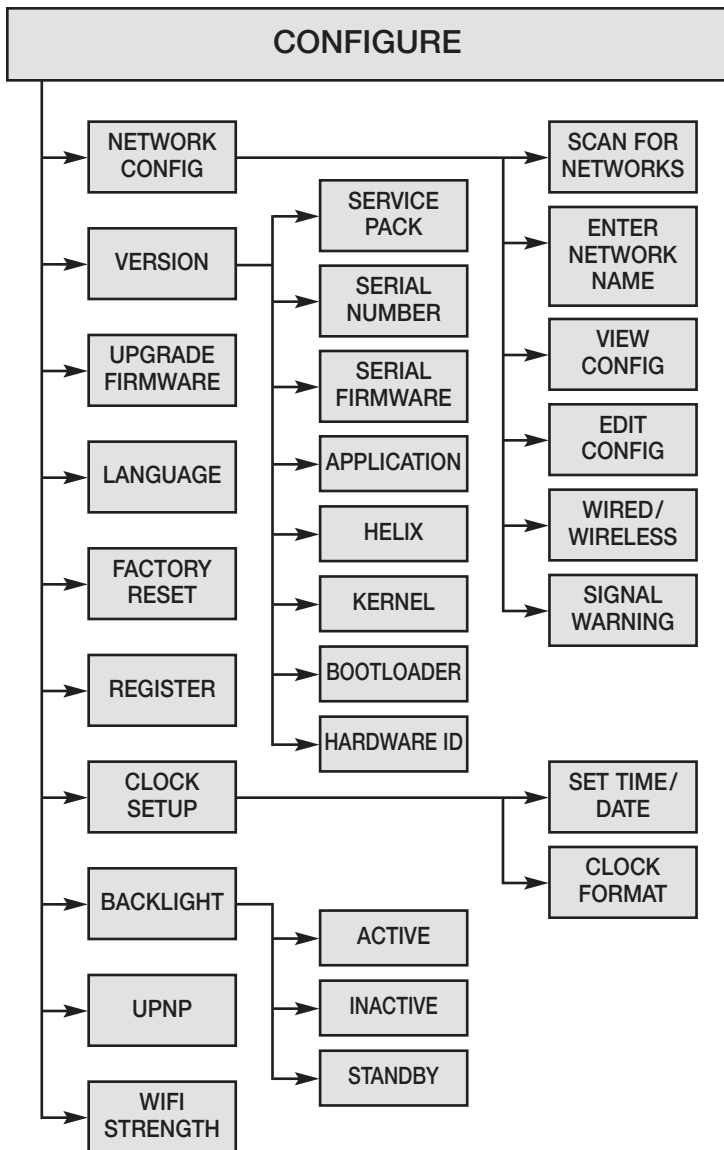 CONFIGURE
NETWORK
CONFIG
SCAN FOR
NETWORKS
ENTER
NETWORK
NAME
VIEW
CONFIG
EDIT
CONFIG
WIRED/
WIRELESS
SIGNAL
WARNING
VERSION
SERVICE
PACK
SERIAL
NUMBER
SERIAL
FIRMWARE
APPLICATION
HELIX
KERNEL
BOOTLOADER
HARDWARE ID
UPGRADE
FIRMWARE
LANGUAGE
FACTORY
RESET
REGISTER
CLOCK
SETUP
SET TIME/
DATE
CLOCK
FORMAT
BACKLIGHT
ACTIVE
INACTIVE
STANDBY
UPNP
WIFI
STRENGTH